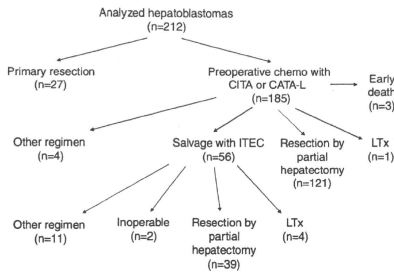 Analyzed hepatoblastomas
(n=212)
Primary resection
(n=27)
Preoperative chemo with
CITA or CATA-L
(n=185)
Early
death
(n=3)
Other regimen
(n=4)
Salvage with ITEC
(n=56)
Resection by
partial
hepatectomy
(n=121)
LTx
(n=1)
Other regimen
(n=11)
Inoperable
(n=2)
Resection by
partial
hepatectomy
(n=39)
LTx
(n=4)